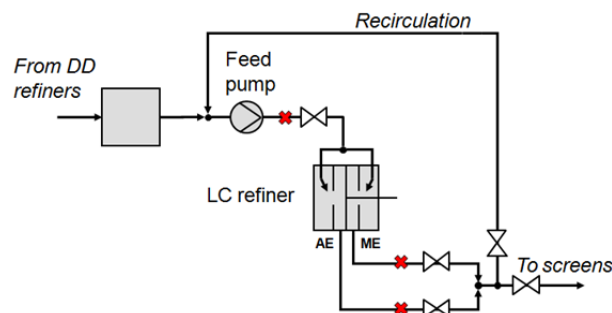 Recirculation
From DD
refiners
Feed
pump
LC refiner
AE
ME
To screens